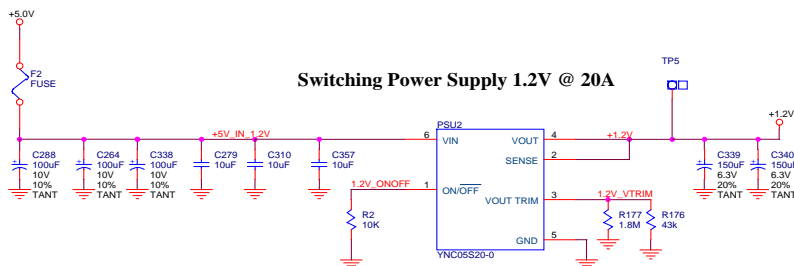 +5.0V
F2
FUSE
Switching Power Supply 1.2V @ 20A
TP5
+1.2V
+5V_IN_1.2V
PSU2
6
VIN
VOUT
4
+1.2V
SENSE
2
C288
100uF
10V
10%
TANT
C264
100uF
10V
10%
TANT
C338
100uF
10V
10%
TANT
C279
10uF
C310
10uF
C357
10uF
C339
150uF
6.3V
20%
TANT
C340
150uF
6.3V
20%
TANT
1.2V_ONOFF
1
ON/OFF
VOUT TRIM
3
1.2V_VTRIM
R2
10K
R177
1.8M
R176
43k
GND
5
YNC05S20-0